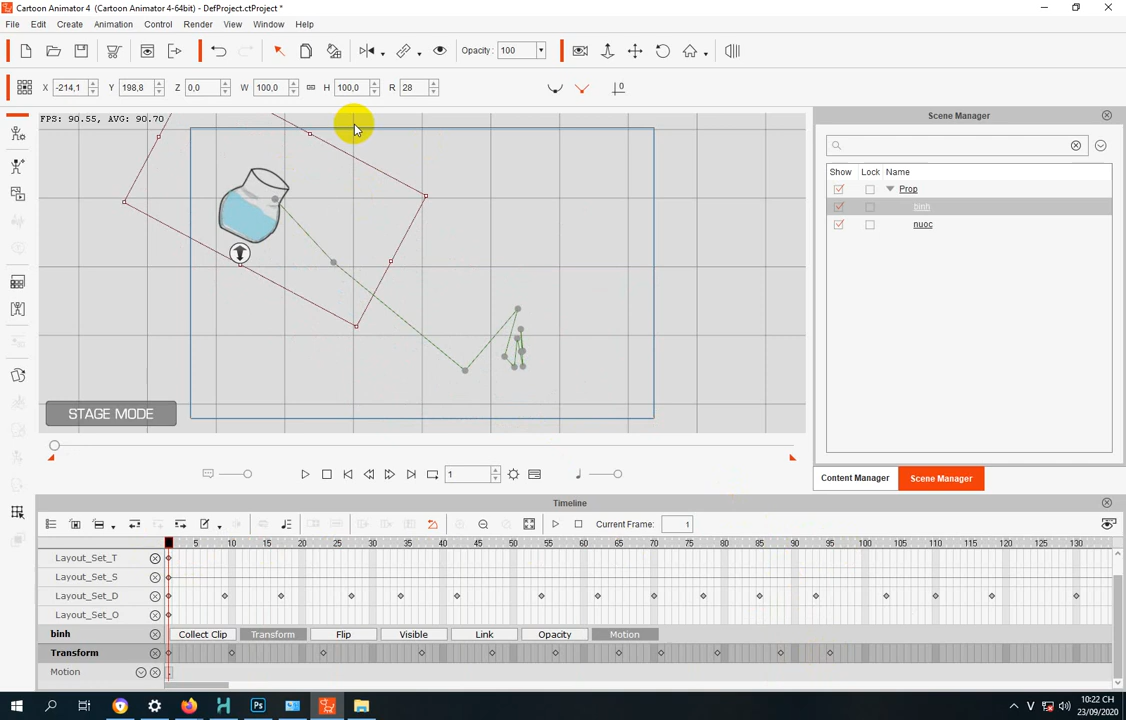 Cartoon Animator 4 (Cartoon Animator 4-64bit) - DefProject.ctProject *
File Edit Create Animation Control Render View Window Help
Opacity : 100
X -214,1 Y 198,8 Z 0,0 W 100,0 H 100,0 R 28
FPS: 90.55, AVG: 90.70
Scene Manager
Show Lock Name
Prop
binh
nuoc
STAGE MODE
1
Content Manager Scene Manager
Timeline
Current Frame: 1
5 10 15 20 25 30 35 40 45 50 55 60 65 70 75 80 85 90 95 100 105 110 115 120 125 130
Layout_Set_T
Layout_Set_S
Layout_Set_D
Layout_Set_O
binh Collect Clip Transform Flip Visible Link Opacity Motion
Transform
Motion
10:22 CH
23/09/2020